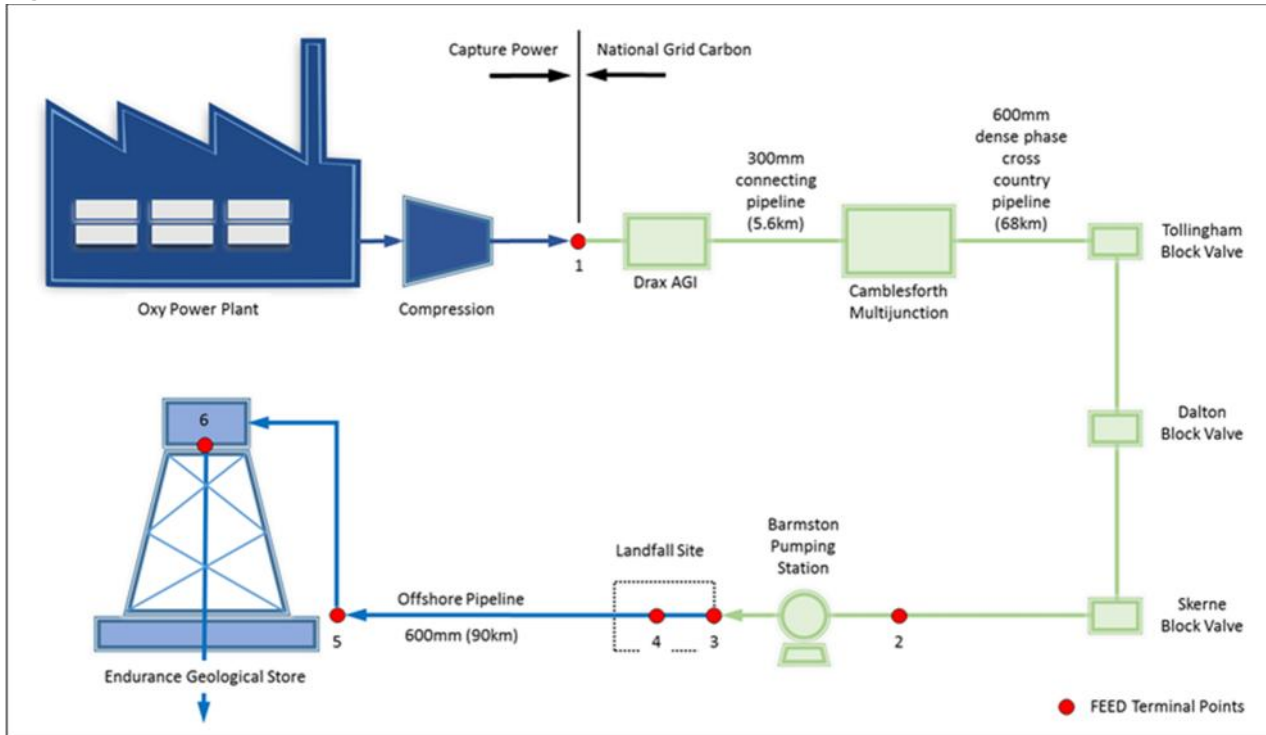 Capture Power
National Grid Carbon
600mm
dense phase
cross
country
pipeline
(68km)
300mm
connecting
pipeline
(5.6km)
Tollingham
Block Valve
1
Drax AGI
Camblesforth
Multijunction
Oxy Power Plant
Compression
6
Dalton
Block Valve
Barmston
Pumping
Station
Landfall Site
Offshore Pipeline
600mm (90km)
5
4
3
2
Skerne
Block Valve
Endurance Geological Store
FEED Terminal Points